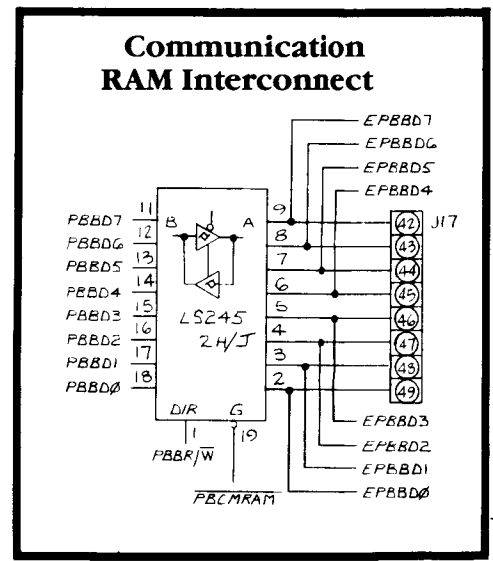 Communication
RAM Interconnect
EPBBD7
EPBBD6
EPBBD5
EPBBD4
11 9
PBBD7 B A 42 J17
12 8
PBBD6 43
13 7
PBBD5 44
14 6
PBBD4 45
15 5
PBBD3 LS245 46
16 4
PBBD2 2H/J 47
17 3
PBBD1 48
18 2
PBBDØ 49
DIR G
1 19
PBBR/W
PBCMRAM
EPBBD3
EPBBD2
EPBBD1
EPBBDØ